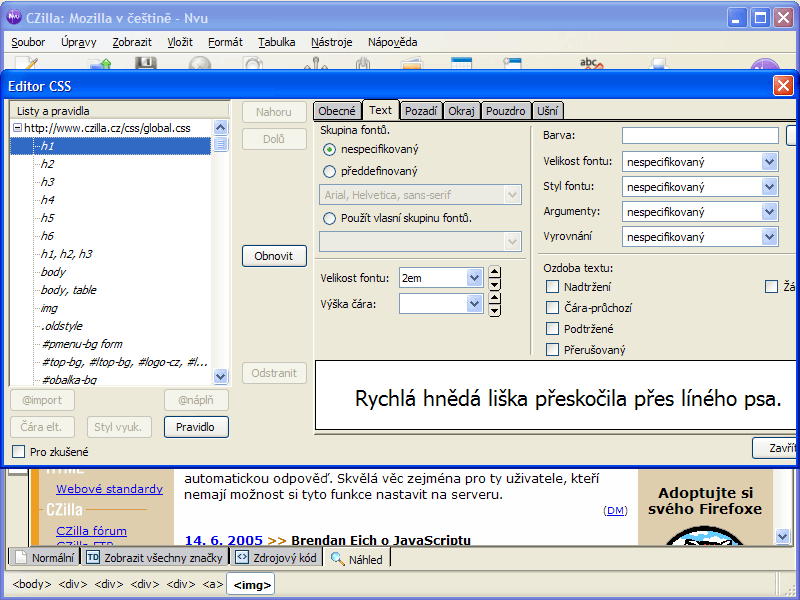 CZilla: Mozilla v češtině - Nvu
Soubor Úpravy Zobrazit Vložit Formát Tabulka Nástroje Nápověda
Editor CSS
Listy a pravidla
http://www.czilla.cz/css/global.css
h1
h2
h3
h4
h5
h6
h1, h2, h3
body
body, table
img
.oldstyle
#pmenu-bg form
#top-bg, #ltop-bg, #logo-cz, #l...
#obalka-bg
@import @náplň
Čára elt. Styl vyuk. Pravidlo
Pro zkušené
Nahoru
Dolů
Obnovit
Odstranit
Obecné Text Pozadí Okraj Pouzdro Ušní
Skupina fontů.
nespecifikovaný
předdefinovaný
Arial, Helvetica, sans-serif
Použít vlasní skupinu fontů.
Velikost fontu: 2em
Výška čára:
Barva:
Velikost fontu: nespecifikovaný
Styl fontu: nespecifikovaný
Argumenty: nespecifikovaný
Vyrovnání nespecifikovaný
Ozdoba textu:
Nadtržení Žá
Čára-průchozí
Podtržené
Přerušovaný
Rychlá hnědá liška přeskočila přes líného psa.
Zavřít
HTML
Webové standardy
CZilla
CZilla fórum
CZilla FTP
automatickou odpověď. Skvělá věc zejména pro ty uživatele, kteří
nemají možnost si tyto funkce nastavit na serveru.
(DM)
14. 6. 2005 >> Brendan Eich o JavaScriptu
Adoptujte si
svého Firefoxe
Normální Zobrazit všechny značky Zdrojový kód Náhled
<body> <div> <div> <div> <div> <a> <img>